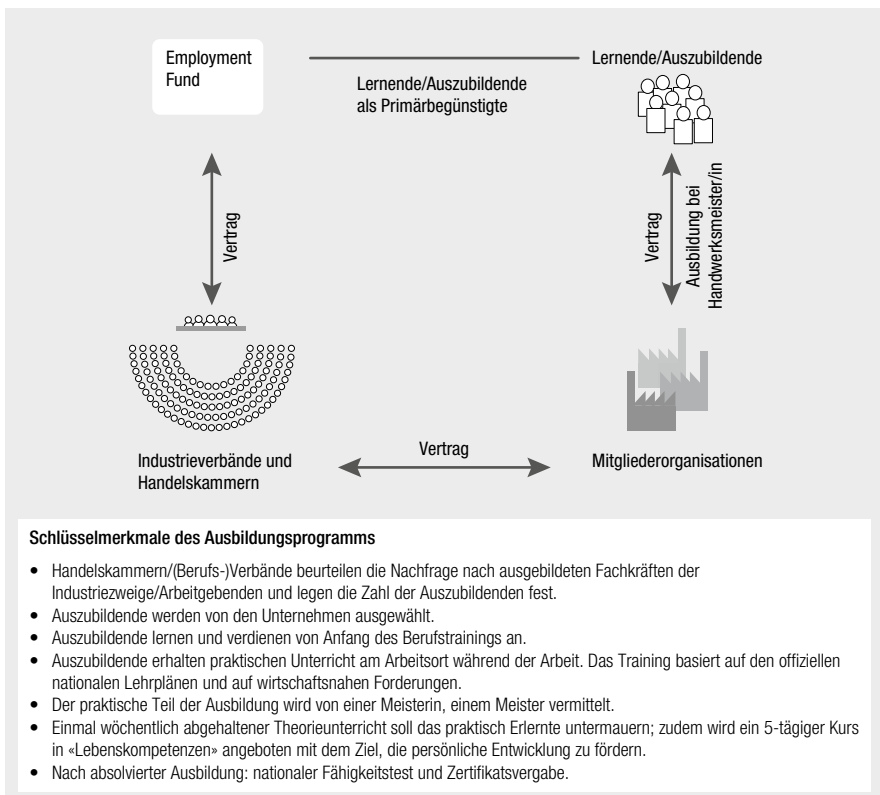 Employment
Fund
Lernende/Auszubildende
als Primärbegünstigte
Lernende/Auszubildende
Vertrag
Vertrag
Ausbildung bei
Handwerksmeister/in
Industrieverbände und
Handelskammern
Vertrag
Mitgliederorganisationen
Schlüsselmerkmale des Ausbildungsprogramms
• Handelskammern/(Berufs-)Verbände beurteilen die Nachfrage nach ausgebildeten Fachkräften der
Industriezweige/Arbeitgebenden und legen die Zahl der Auszubildenden fest.
• Auszubildende werden von den Unternehmen ausgewählt.
• Auszubildende lernen und verdienen von Anfang des Berufstrainings an.
• Auszubildende erhalten praktischen Unterricht am Arbeitsort während der Arbeit. Das Training basiert auf den offiziellen
nationalen Lehrplänen und auf wirtschaftsnahen Forderungen.
• Der praktische Teil der Ausbildung wird von einer Meisterin, einem Meister vermittelt.
• Einmal wöchentlich abgehaltener Theorieunterricht soll das praktisch Erlernte untermauern; zudem wird ein 5-tägiger Kurs
in «Lebenskompetenzen» angeboten mit dem Ziel, die persönliche Entwicklung zu fördern.
• Nach absolvierter Ausbildung: nationaler Fähigkeitstest und Zertifikatsvergabe.